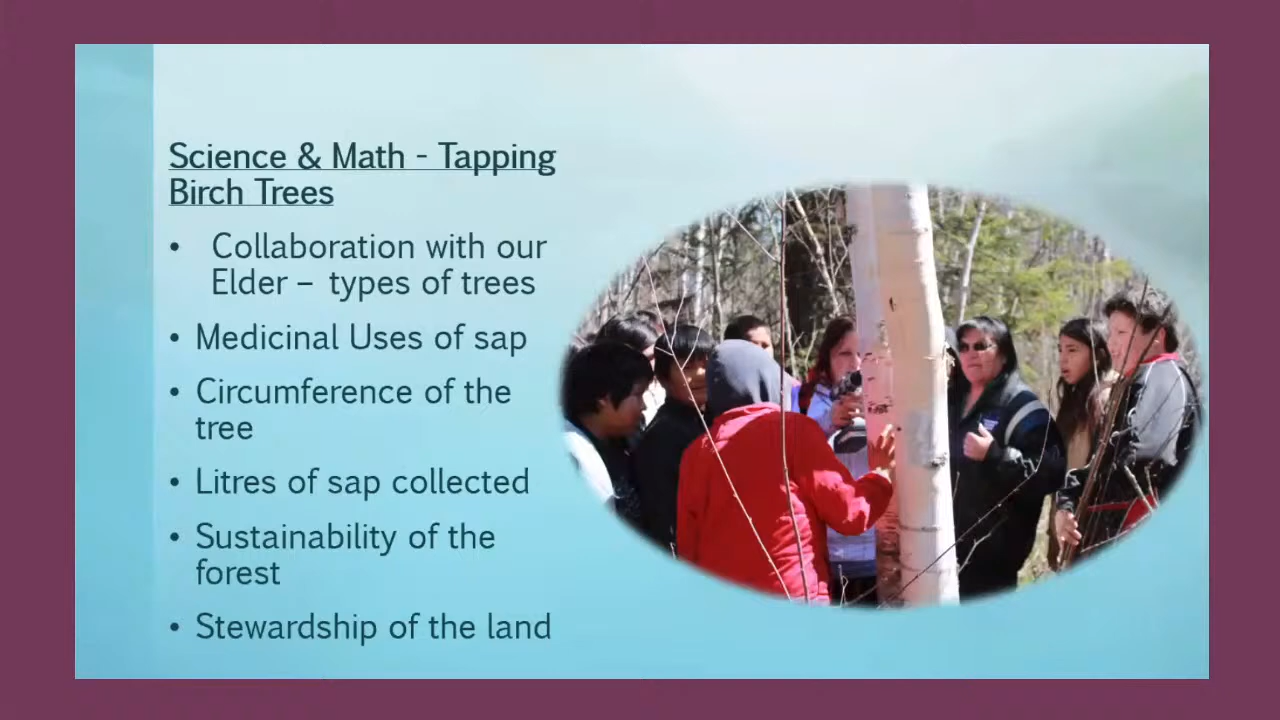 Science & Math - Tapping
Birch Trees
• Collaboration with our
Elder – types of trees
• Medicinal Uses of sap
• Circumference of the
tree
• Litres of sap collected
• Sustainability of the
forest
• Stewardship of the land